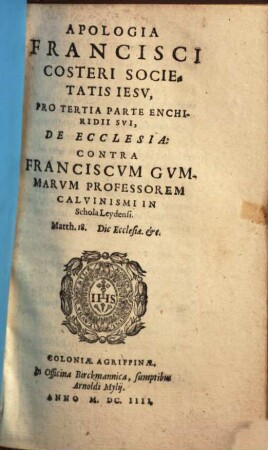 APOLOGIA
FRANCISCI
COSTERI SOCIE-
TATIS IESV,
PRO TERTIA PARTE ENCHI-
RIDII SVI,
DE ECCLESIA:
CONTRA
FRANCISCVM GVM-
MARVM PROFESSOREM
CALVINISMI IN
Schola Leydensi.
Matth. 18. Dic Ecclesiæ. &c.
IHS
COLONIÆ AGRIPPINÆ,
In Officina Birckmannica, sumptibus
Arnoldi Mylij.
ANNO M. DC. IIII.